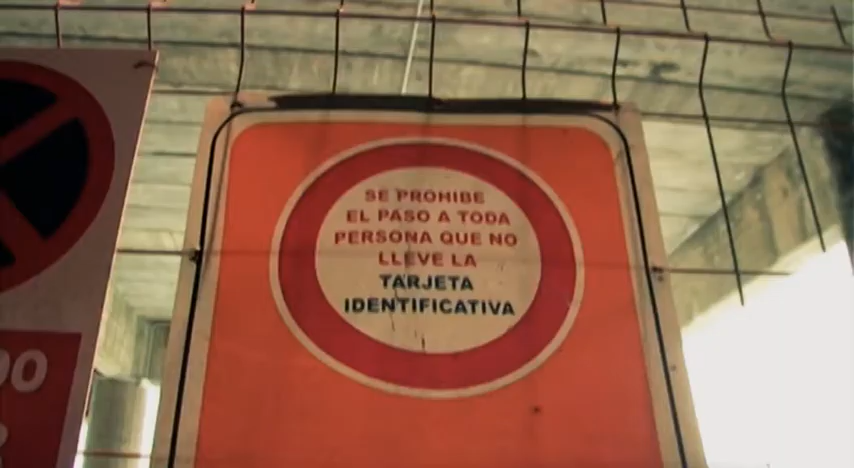 SE PROHIBE
EL PASO A TODA
PERSONA QUE NO
LLEVE LA
TARJETA
IDENTIFICATIVA